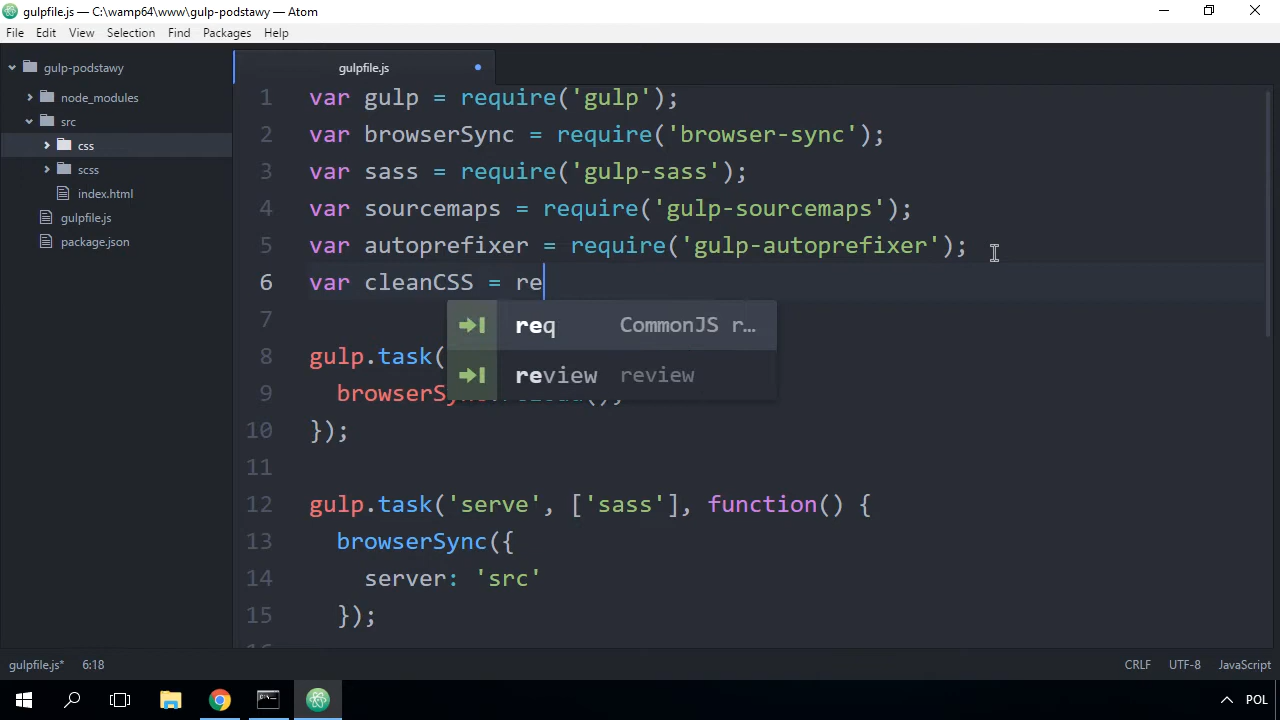 gulpfile.js — C:\wamp64\www\gulp-podstawy — Atom
File Edit View Selection Find Packages Help
gulp-podstawy
node_modules
src
css
scss
index.html
gulpfile.js
package.json
gulpfile.js
1 var gulp = require('gulp');
2 var browserSync = require('browser-sync');
3 var sass = require('gulp-sass');
4 var sourcemaps = require('gulp-sourcemaps');
5 var autoprefixer = require('gulp-autoprefixer');
6 var cleanCSS = re
req CommonJS r…
review review
7
8 gulp.task(
9 browserSy
10 });
11
12 gulp.task('serve', ['sass'], function() {
13 browserSync({
14 server: 'src'
15 });
gulpfile.js* 6:18 CRLF UTF-8 JavaScript
POL